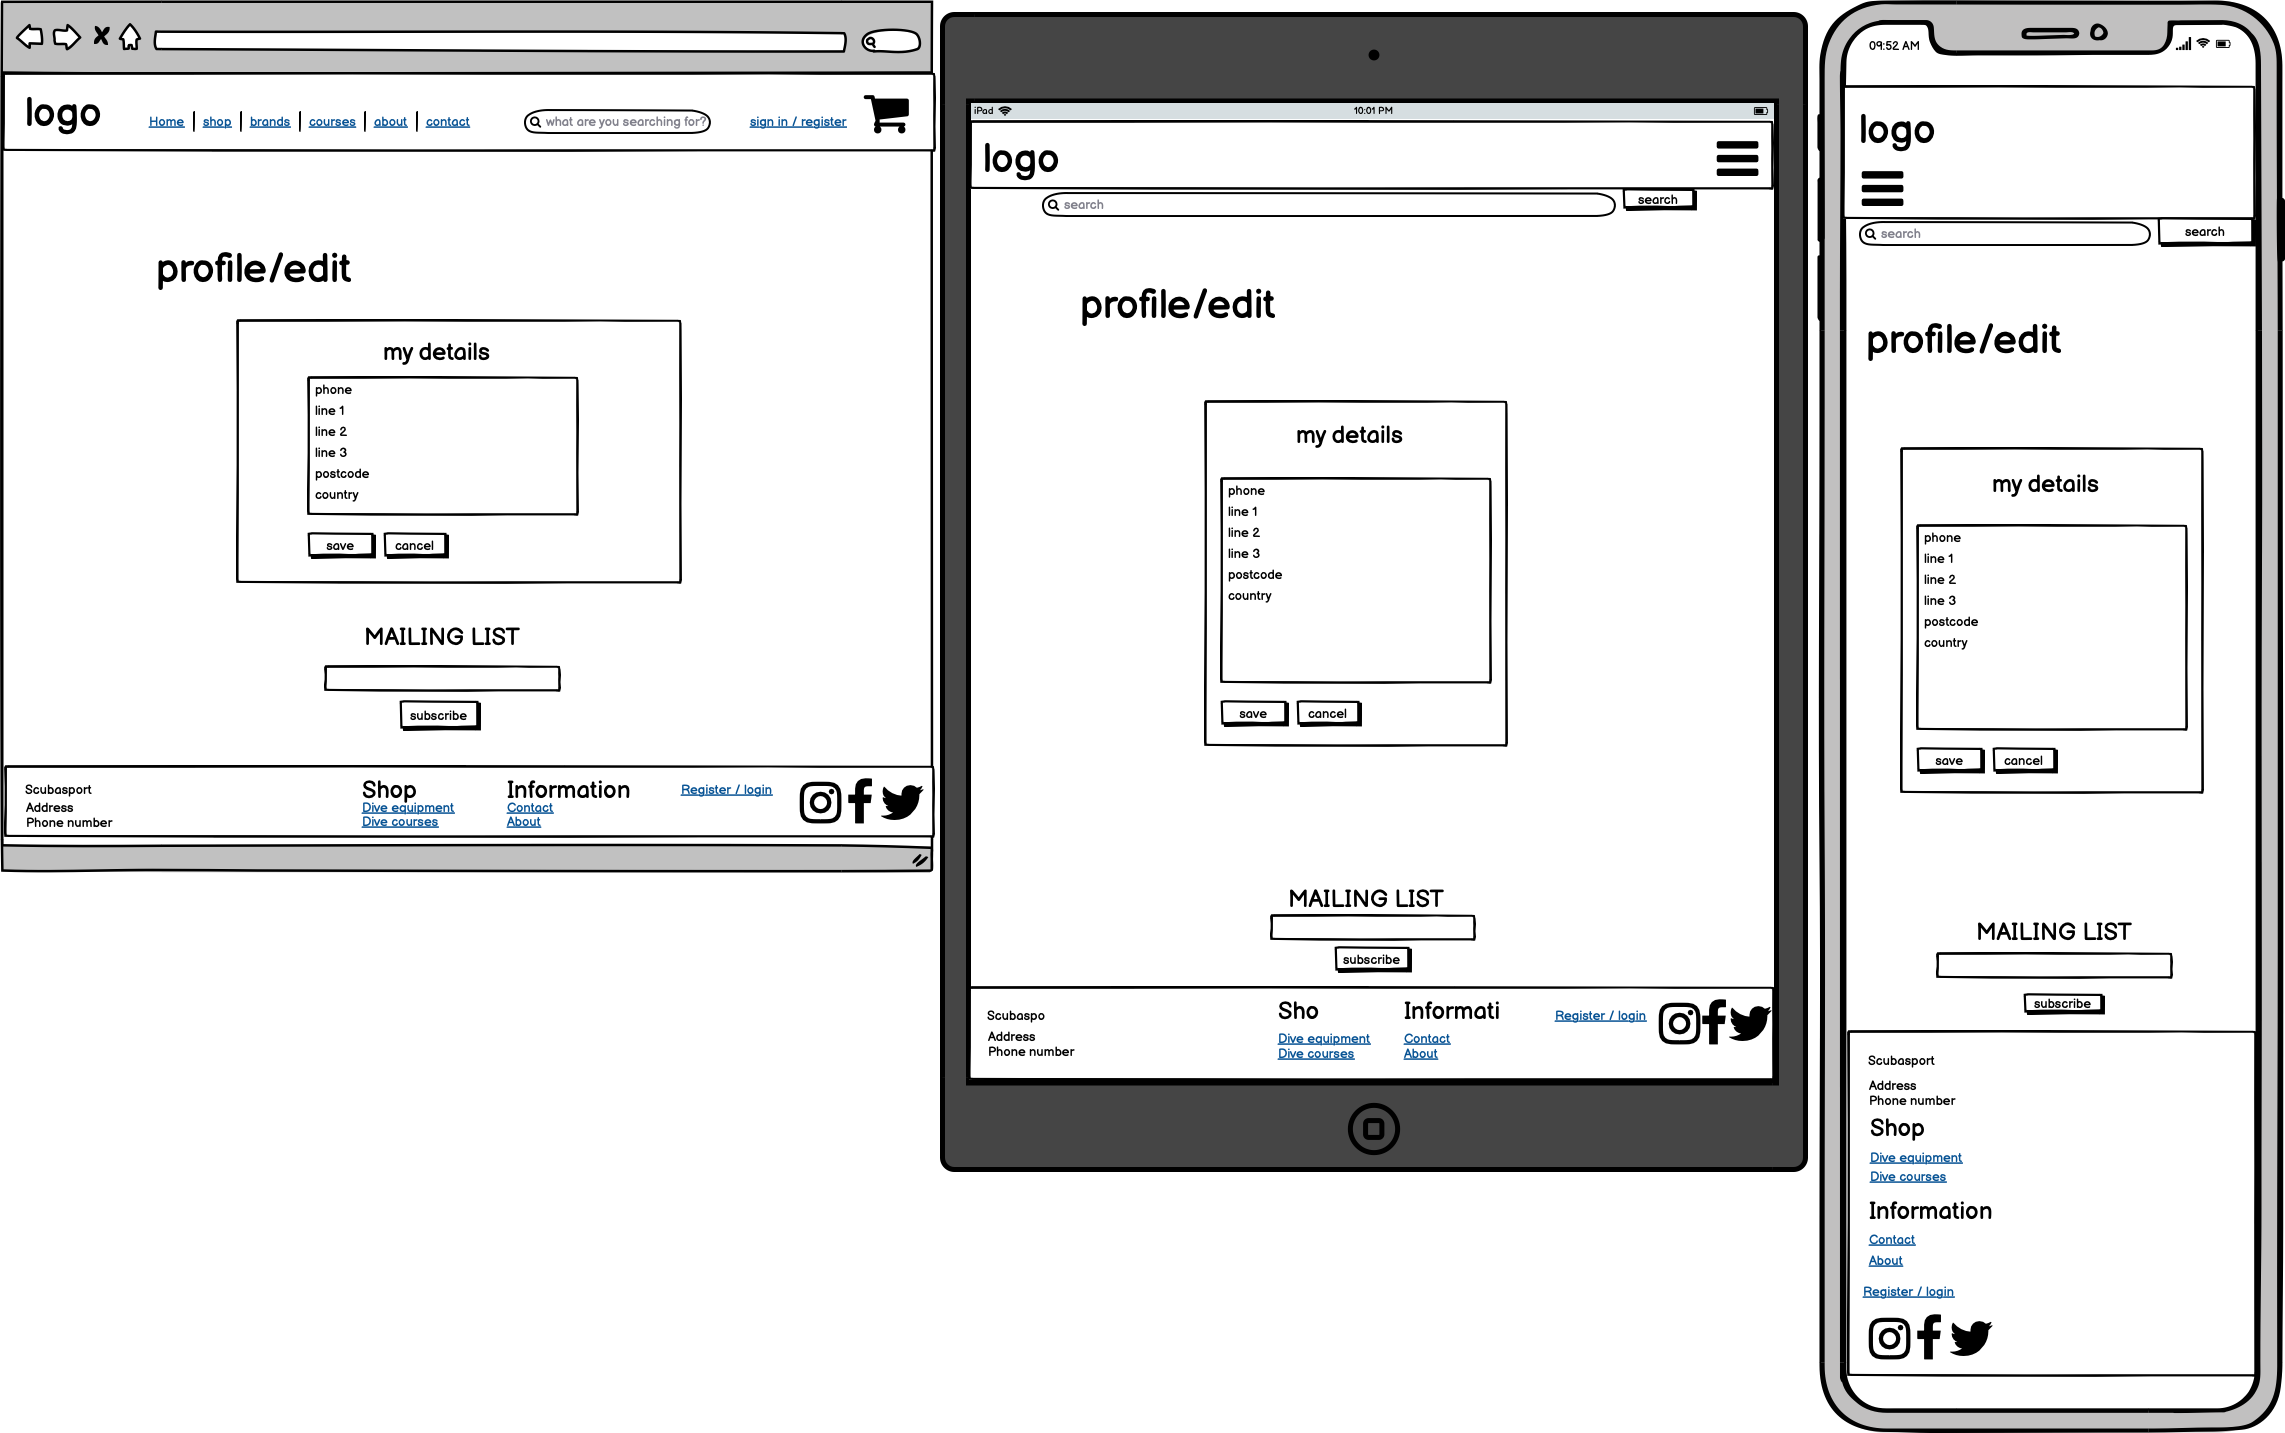 logo
Home | shop | brands | courses | about | contact
what are you searching for?
sign in / register
profile/edit
my details
phone
line 1
line 2
line 3
postcode
country
save
cancel
MAILING LIST
subscribe
Scubasport
Address
Phone number
Shop
Dive equipment
Dive courses
Information
Contact
About
Register / login
iPad
10:01 PM
logo
search
search
profile/edit
my details
phone
line 1
line 2
line 3
postcode
country
save
cancel
MAILING LIST
subscribe
Scubaspo
Address
Phone number
Sho
Dive equipment
Dive courses
Informati
Contact
About
Register / login
09:52 AM
logo
search
search
profile/edit
my details
phone
line 1
line 2
line 3
postcode
country
save
cancel
MAILING LIST
subscribe
Scubasport
Address
Phone number
Shop
Dive equipment
Dive courses
Information
Contact
About
Register / login